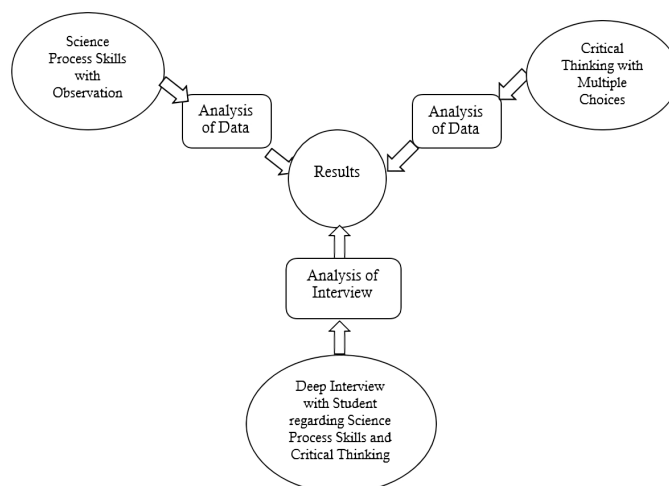 Science
Process Skills
with
Observation
Critical
Thinking with
Multiple
Choices
Analysis
of Data
Analysis
of Data
Results
Analysis of
Interview
Deep Interview
with Student
regarding Science
Process Skills and
Critical Thinking